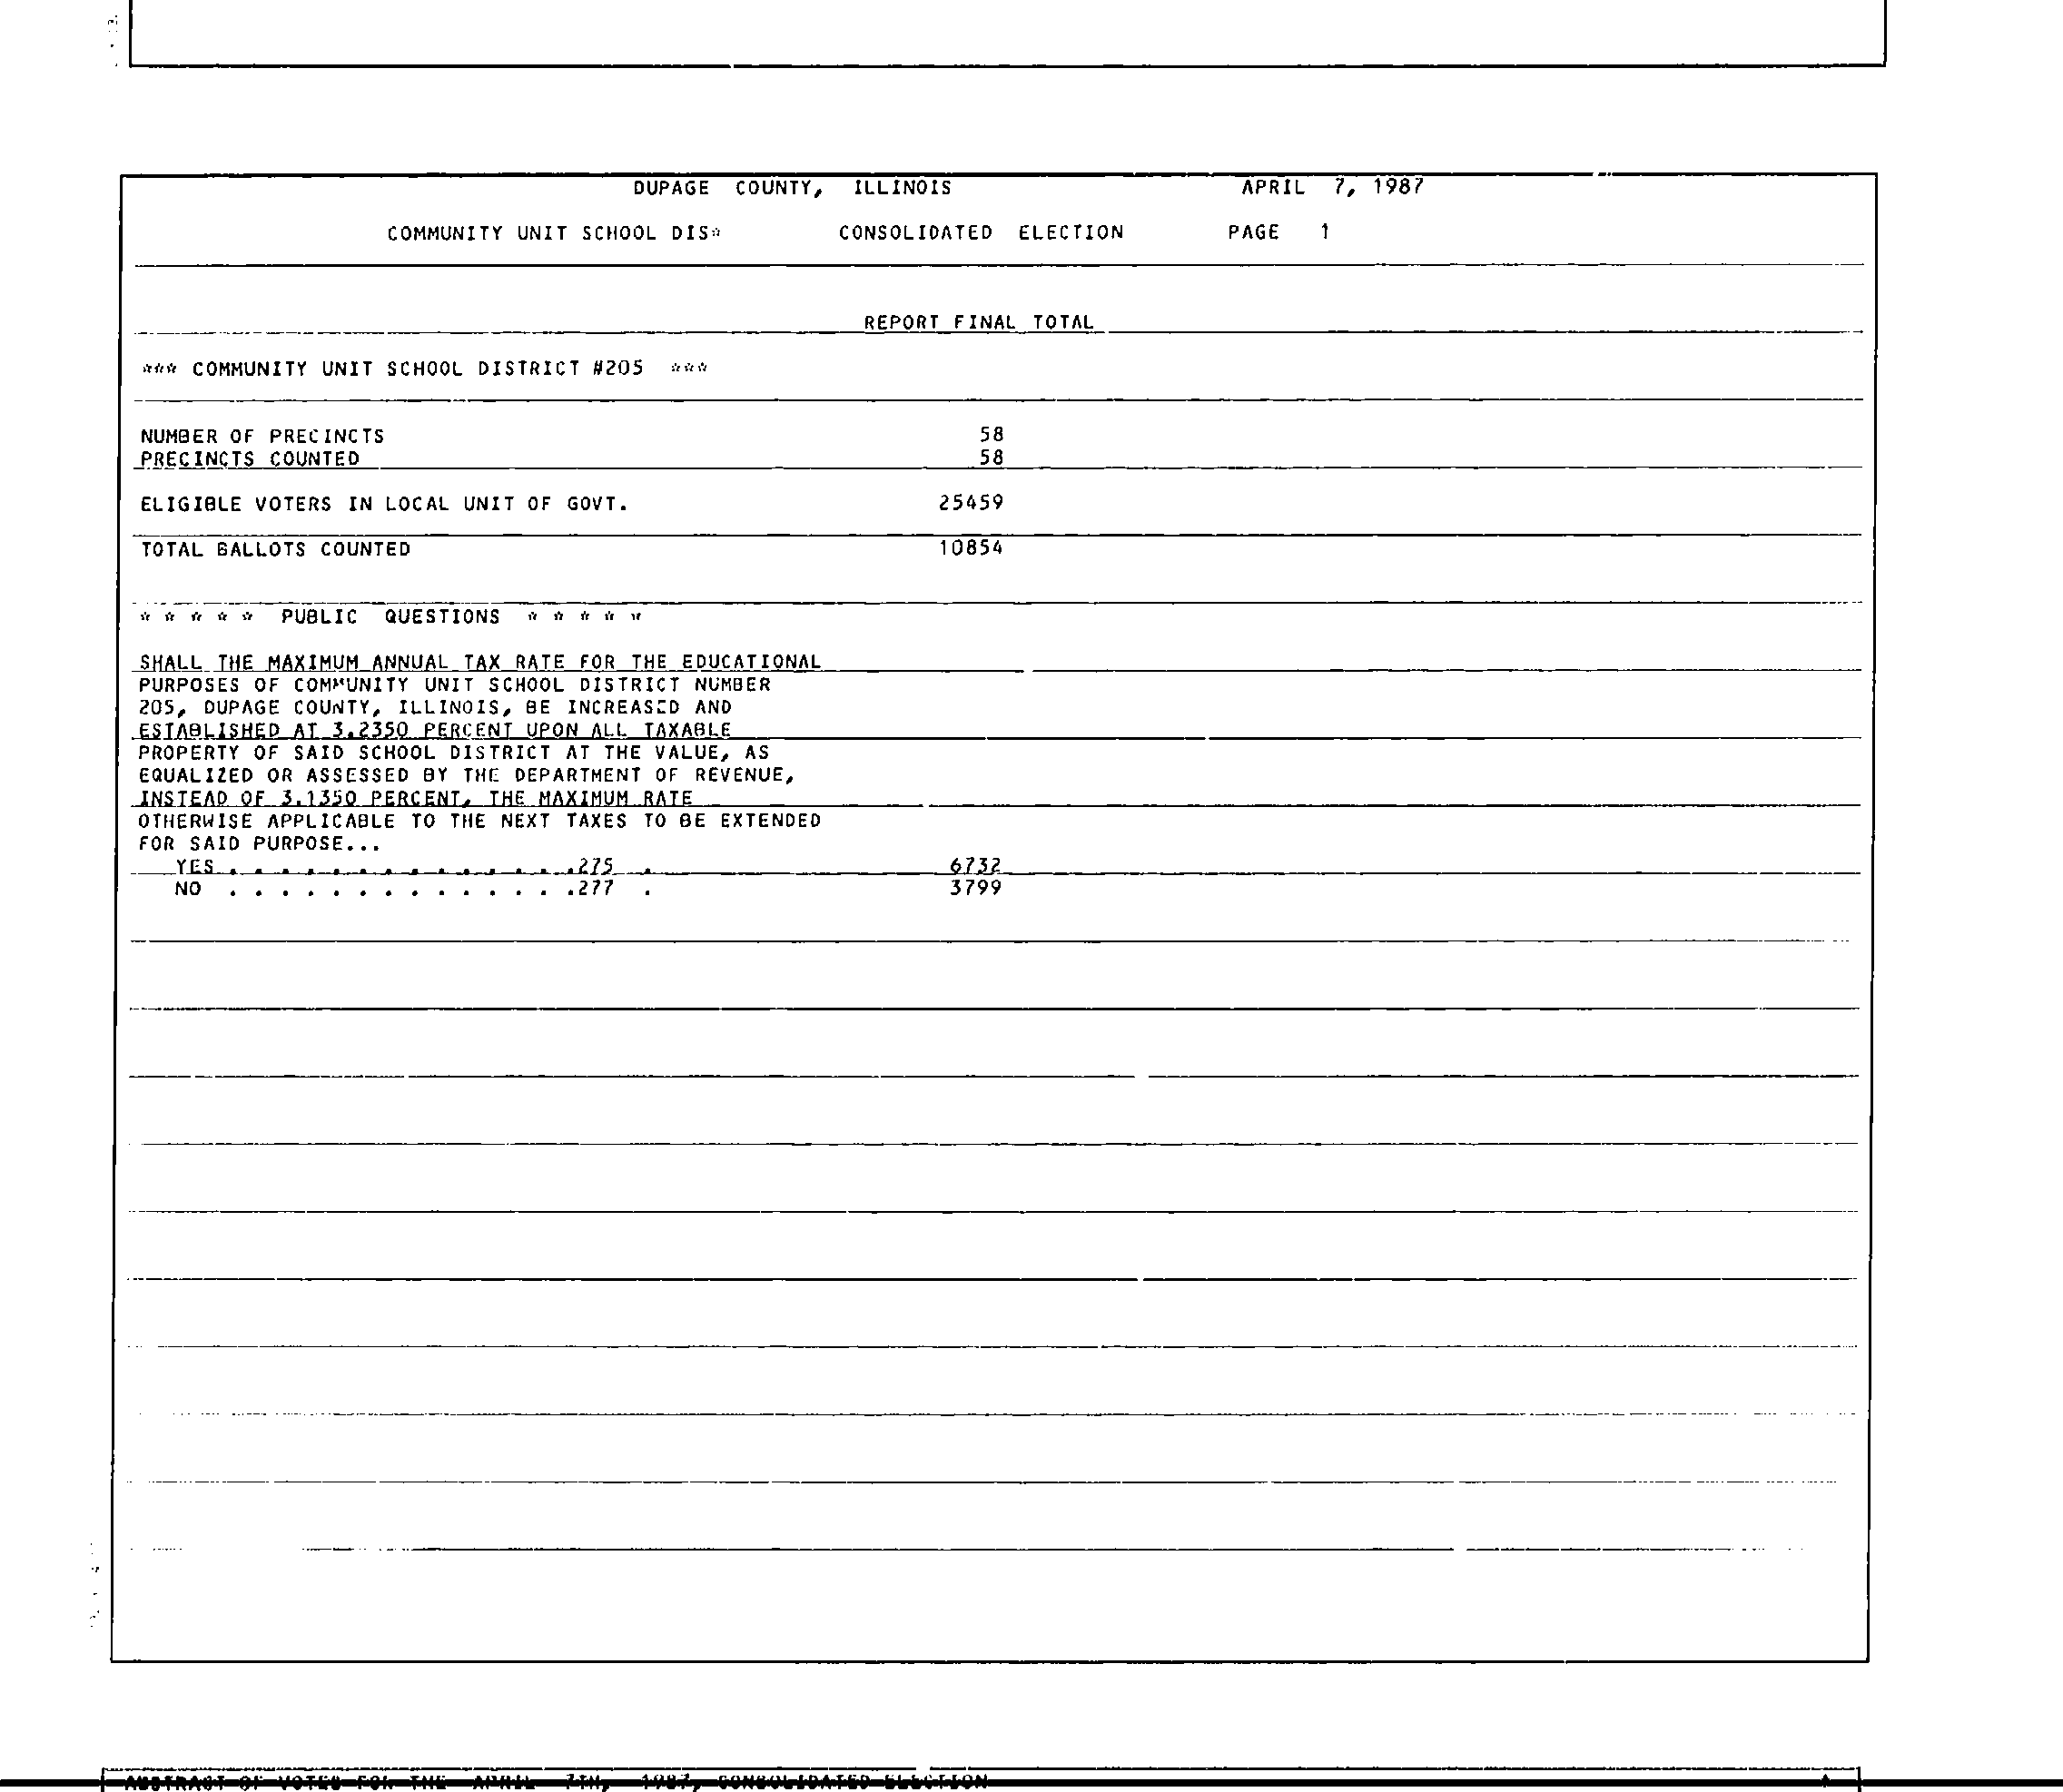 DUPAGE COUNTY, ILLINOIS APRIL 7, 1987
COMMUNITY UNIT SCHOOL DIS* CONSOLIDATED ELECTION PAGE 1
REPORT FINAL TOTAL
*** COMMUNITY UNIT SCHOOL DISTRICT #205 ***
NUMBER OF PRECINCTS 58
PRECINCTS COUNTED 58
ELIGIBLE VOTERS IN LOCAL UNIT OF GOVT. 25459
TOTAL BALLOTS COUNTED 10854
* * * * * PUBLIC QUESTIONS * * * * *
SHALL THE MAXIMUM ANNUAL TAX RATE FOR THE EDUCATIONAL
PURPOSES OF COMMUNITY UNIT SCHOOL DISTRICT NUMBER
205, DUPAGE COUNTY, ILLINOIS, BE INCREASED AND
ESTABLISHED AT 3.2350 PERCENT UPON ALL TAXABLE
PROPERTY OF SAID SCHOOL DISTRICT AT THE VALUE, AS
EQUALIZED OR ASSESSED BY THE DEPARTMENT OF REVENUE,
INSTEAD OF 3.1350 PERCENT, THE MAXIMUM RATE
OTHERWISE APPLICABLE TO THE NEXT TAXES TO BE EXTENDED
FOR SAID PURPOSE...
YES . . . . . . . . . . . . . .275 . 6732
NO . . . . . . . . . . . . . .277 . 3799
ABSTRACT OF VOTES FOR THE APRIL 7TH, 1987, CONSOLIDATED ELECTION